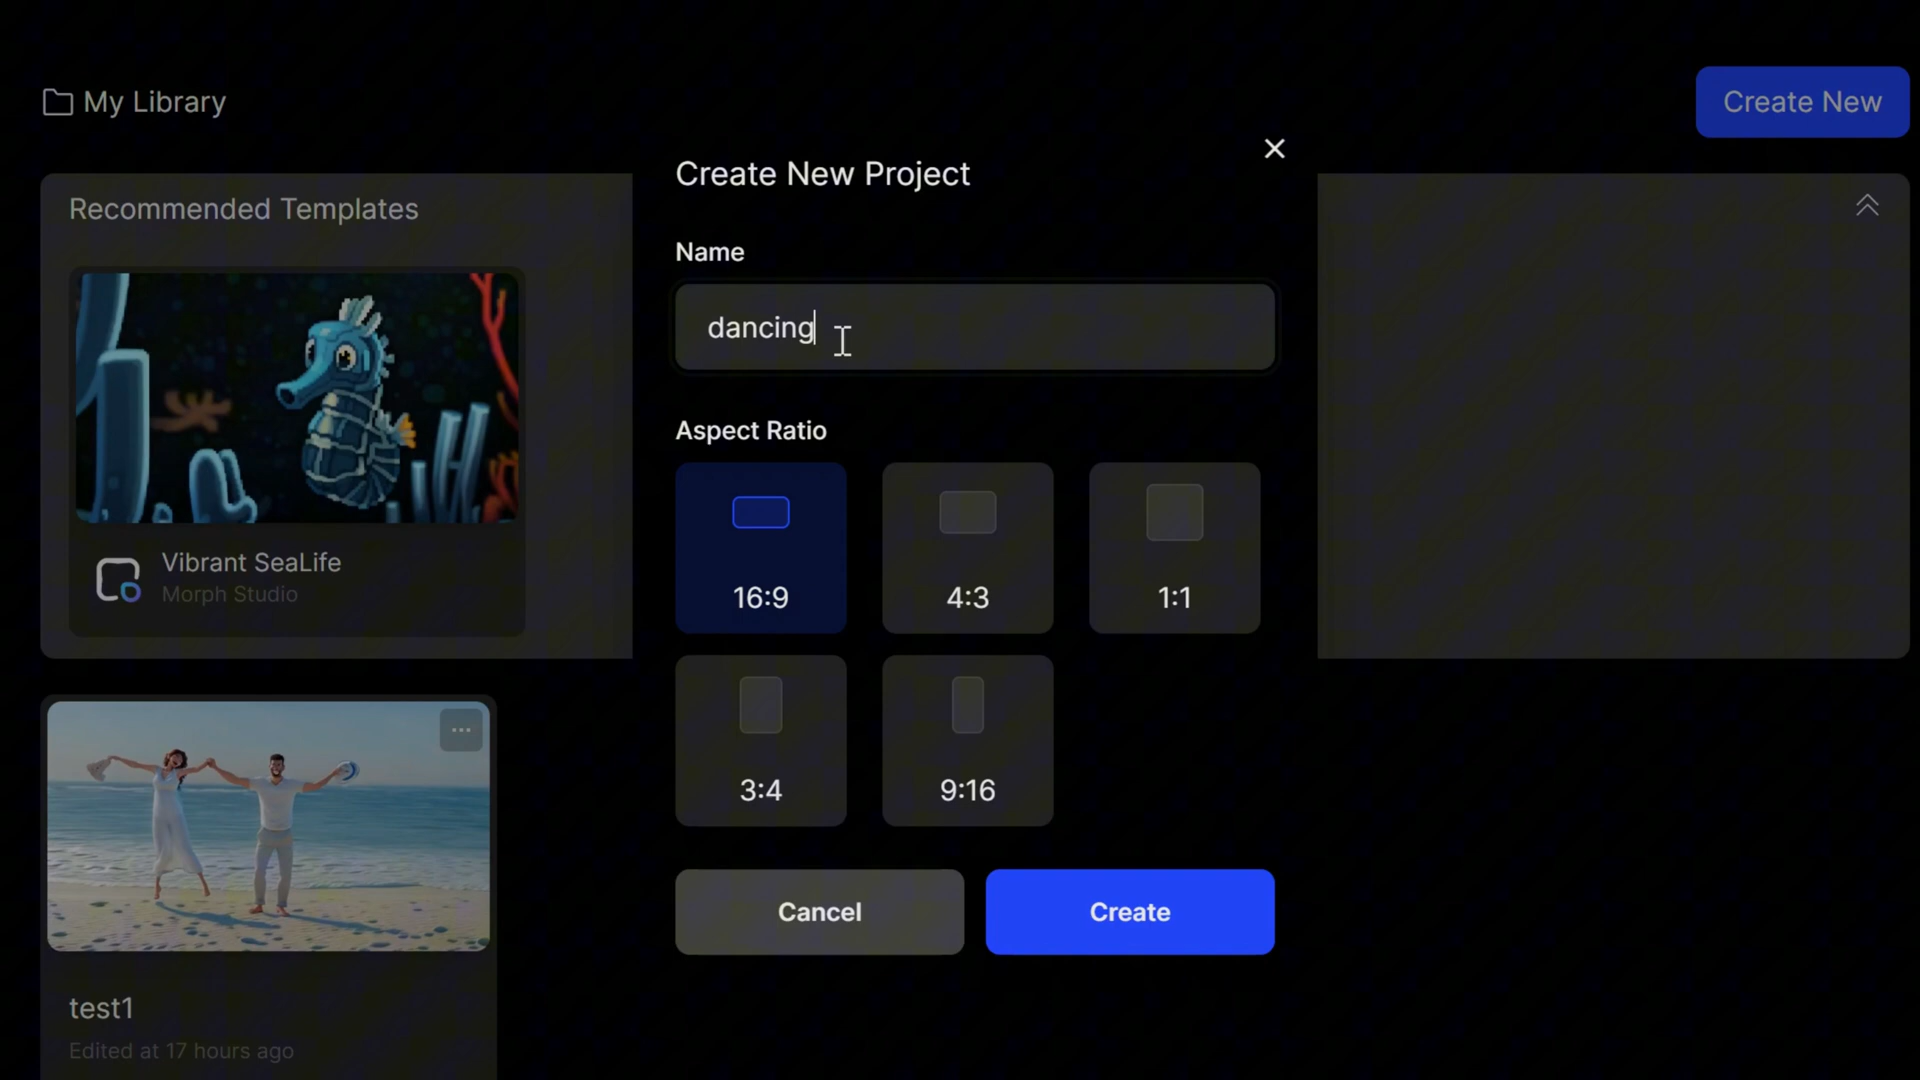 My Library
Create New
Recommended Templates
Vibrant SeaLife
Morph Studio
test1
Edited at 17 hours ago
Create New Project
Name
dancing
Aspect Ratio
16:9
4:3
1:1
3:4
9:16
Cancel
Create